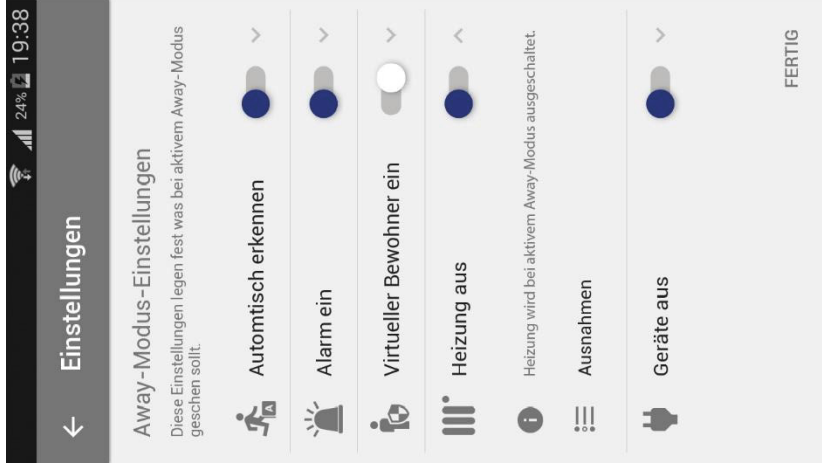 24% 19:38
Einstellungen
Away-Modus-Einstellungen
Diese Einstellungen legen fest was bei aktivem Away-Modus
geschen sollt.
A
Automtisch erkennen
Alarm ein
Virtueller Bewohner ein
Heizung aus
Heizung wird bei aktivem Away-Modus ausgeschaltet.
Ausnahmen
Geräte aus
FERTIG